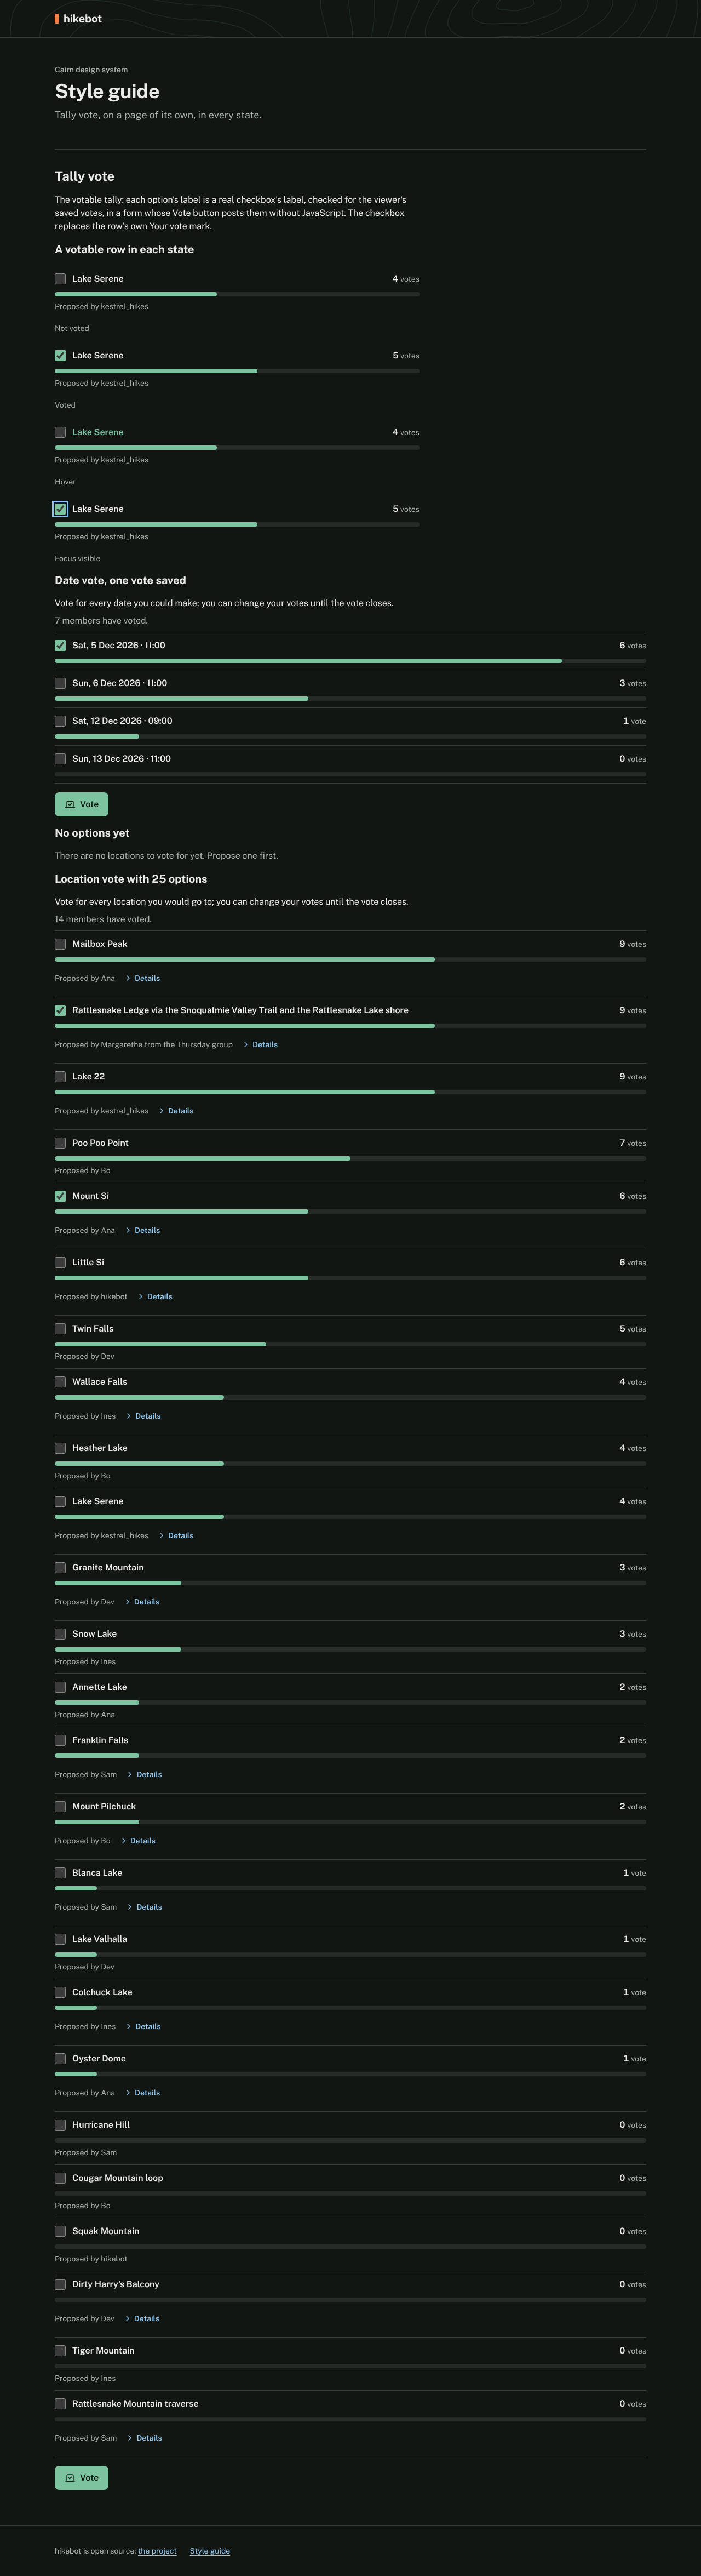 hikebot
Cairn design system
Style guide
Tally vote, on a page of its own, in every state.
Tally vote
The votable tally: each option's label is a real checkbox's label, checked for the viewer's
saved votes, in a form whose Vote button posts them without JavaScript. The checkbox
replaces the row's own Your vote mark.
A votable row in each state
Lake Serene 4 votes
Proposed by kestrel_hikes
Not voted
Lake Serene 5 votes
Proposed by kestrel_hikes
Voted
Lake Serene 4 votes
Proposed by kestrel_hikes
Hover
Lake Serene 5 votes
Proposed by kestrel_hikes
Focus visible
Date vote, one vote saved
Vote for every date you could make; you can change your votes until the vote closes.
7 members have voted.
Sat, 5 Dec 2026 · 11:00 6 votes
Sun, 6 Dec 2026 · 11:00 3 votes
Sat, 12 Dec 2026 · 09:00 1 vote
Sun, 13 Dec 2026 · 11:00 0 votes
Vote
No options yet
There are no locations to vote for yet. Propose one first.
Location vote with 25 options
Vote for every location you would go to; you can change your votes until the vote closes.
14 members have voted.
Mailbox Peak 9 votes
Proposed by Ana Details
Rattlesnake Ledge via the Snoqualmie Valley Trail and the Rattlesnake Lake shore 9 votes
Proposed by Margarethe from the Thursday group Details
Lake 22 9 votes
Proposed by kestrel_hikes Details
Poo Poo Point 7 votes
Proposed by Bo
Mount Si 6 votes
Proposed by Ana Details
Little Si 6 votes
Proposed by hikebot Details
Twin Falls 5 votes
Proposed by Dev
Wallace Falls 4 votes
Proposed by Ines Details
Heather Lake 4 votes
Proposed by Bo
Lake Serene 4 votes
Proposed by kestrel_hikes Details
Granite Mountain 3 votes
Proposed by Dev Details
Snow Lake 3 votes
Proposed by Ines
Annette Lake 2 votes
Proposed by Ana
Franklin Falls 2 votes
Proposed by Sam Details
Mount Pilchuck 2 votes
Proposed by Bo Details
Blanca Lake 1 vote
Proposed by Sam Details
Lake Valhalla 1 vote
Proposed by Dev
Colchuck Lake 1 vote
Proposed by Ines Details
Oyster Dome 1 vote
Proposed by Ana Details
Hurricane Hill 0 votes
Proposed by Sam
Cougar Mountain loop 0 votes
Proposed by Bo
Squak Mountain 0 votes
Proposed by hikebot
Dirty Harry's Balcony 0 votes
Proposed by Dev Details
Tiger Mountain 0 votes
Proposed by Ines
Rattlesnake Mountain traverse 0 votes
Proposed by Sam Details
Vote
hikebot is open source: the project Style guide